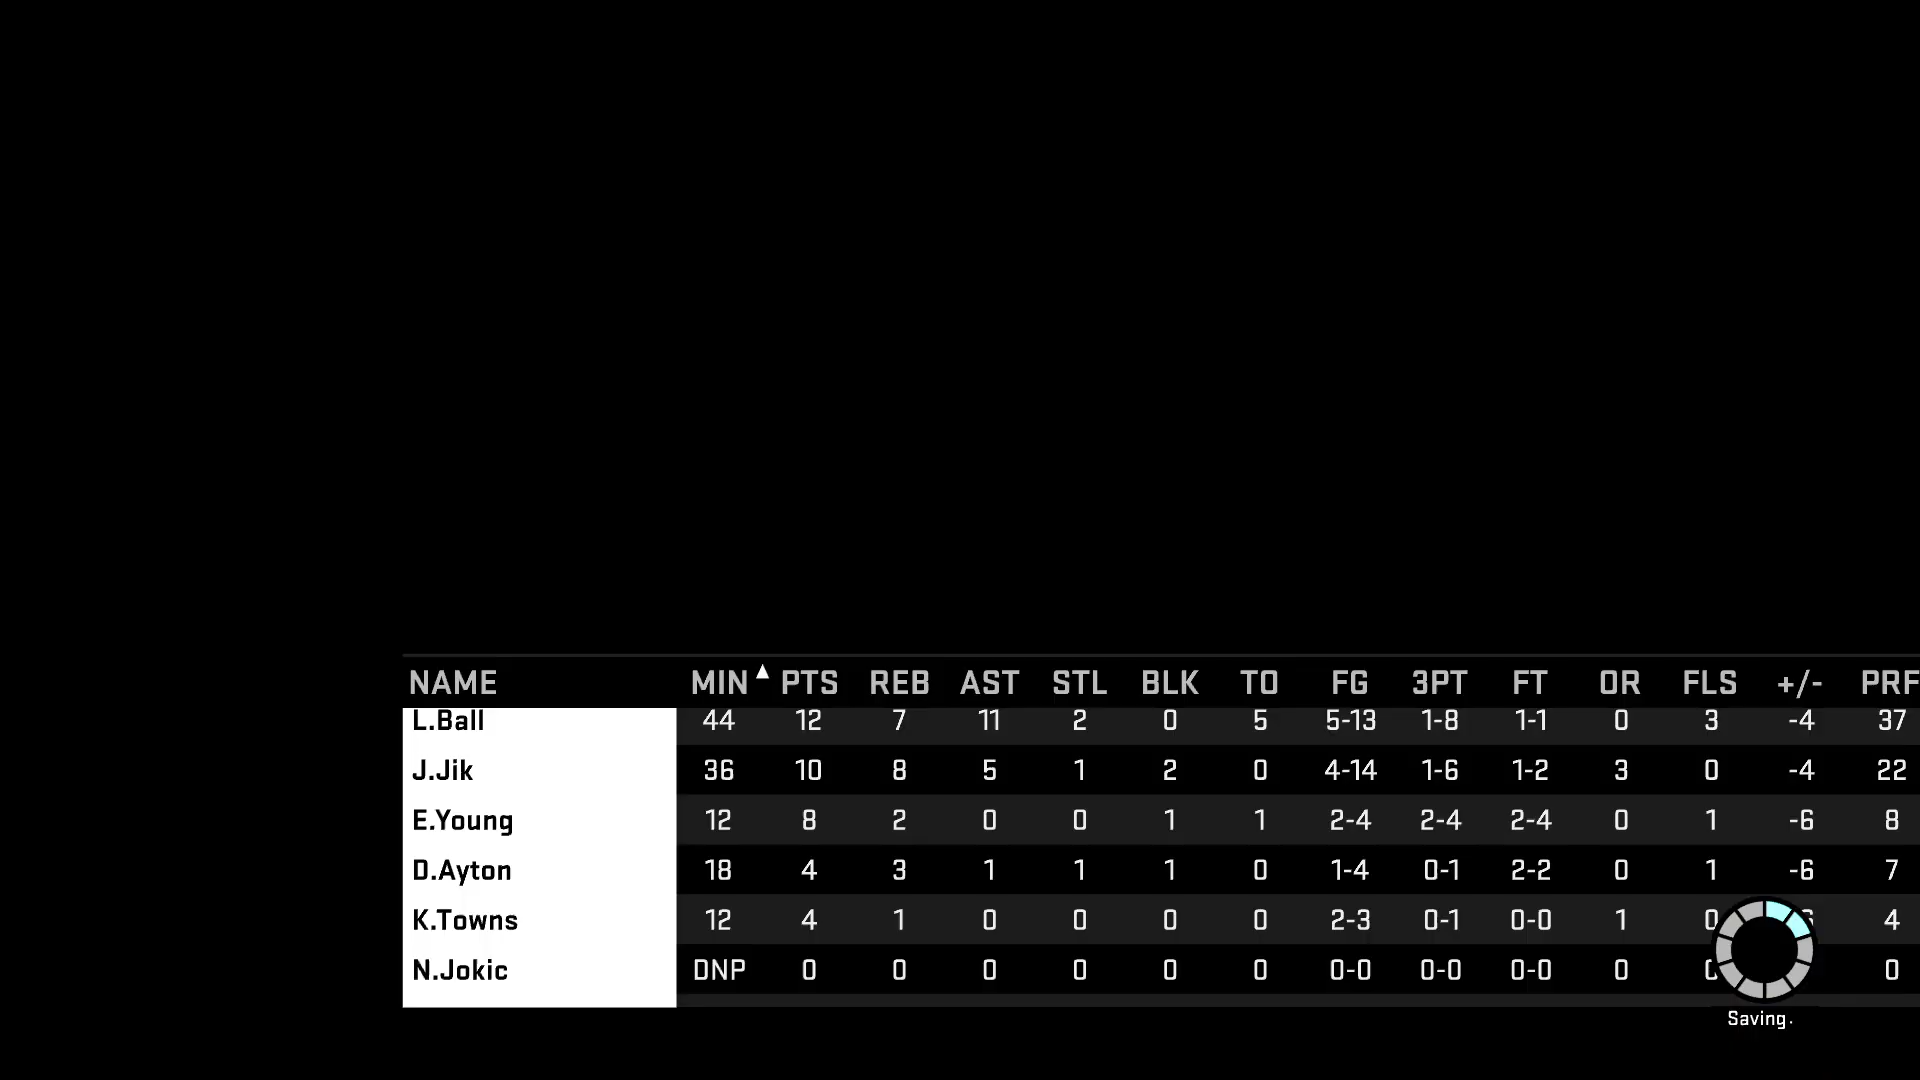 NAME MIN PTS REB AST STL BLK TO FG 3PT FT OR FLS +/- PRF
L.Ball 44 12 7 11 2 0 5 5-13 1-8 1-1 0 3 -4 37
J.Jik 36 10 8 5 1 2 0 4-14 1-6 1-2 3 0 -4 22
E.Young 12 8 2 0 0 1 1 2-4 2-4 2-4 0 1 -6 8
D.Ayton 18 4 3 1 1 1 0 1-4 0-1 2-2 0 1 -6 7
K.Towns 12 4 1 0 0 0 0 2-3 0-1 0-0 1 0 4
N.Jokic DNP 0 0 0 0 0 0 0-0 0-0 0-0 0 0 0
Saving.